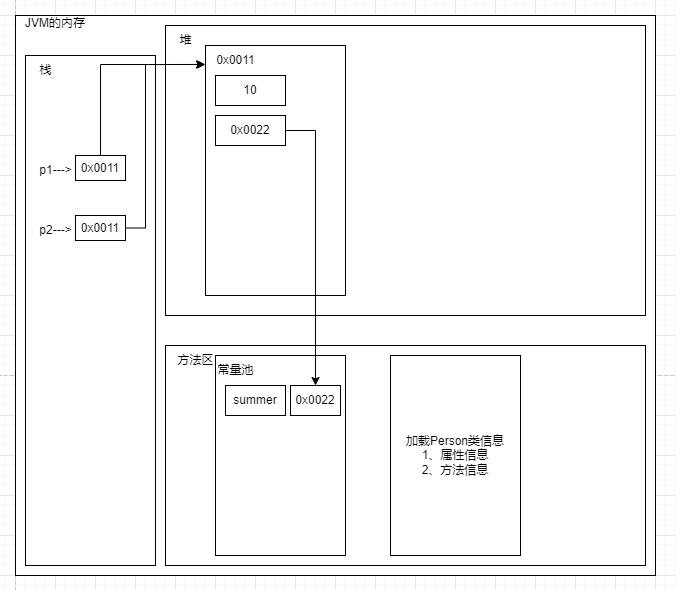 JVM的内存
栈
p1--->
0x0011
p2--->
0x0011
堆
0x0011
10
0x0022
方法区
常量池
summer
0x0022
加载Person类信息
1、属性信息
2、方法信息